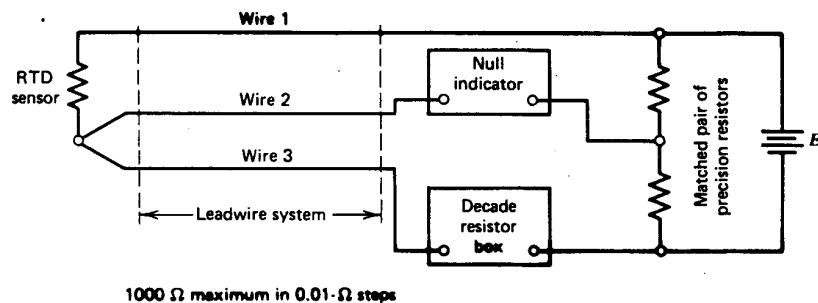 Wire 1
RTD
sensor
Wire 2
Wire 3
Leadwire system
Null
indicator
Decade
resistor
box
Matched pair of
precision resistors
E
1000 Ω maximum in 0.01-Ω steps